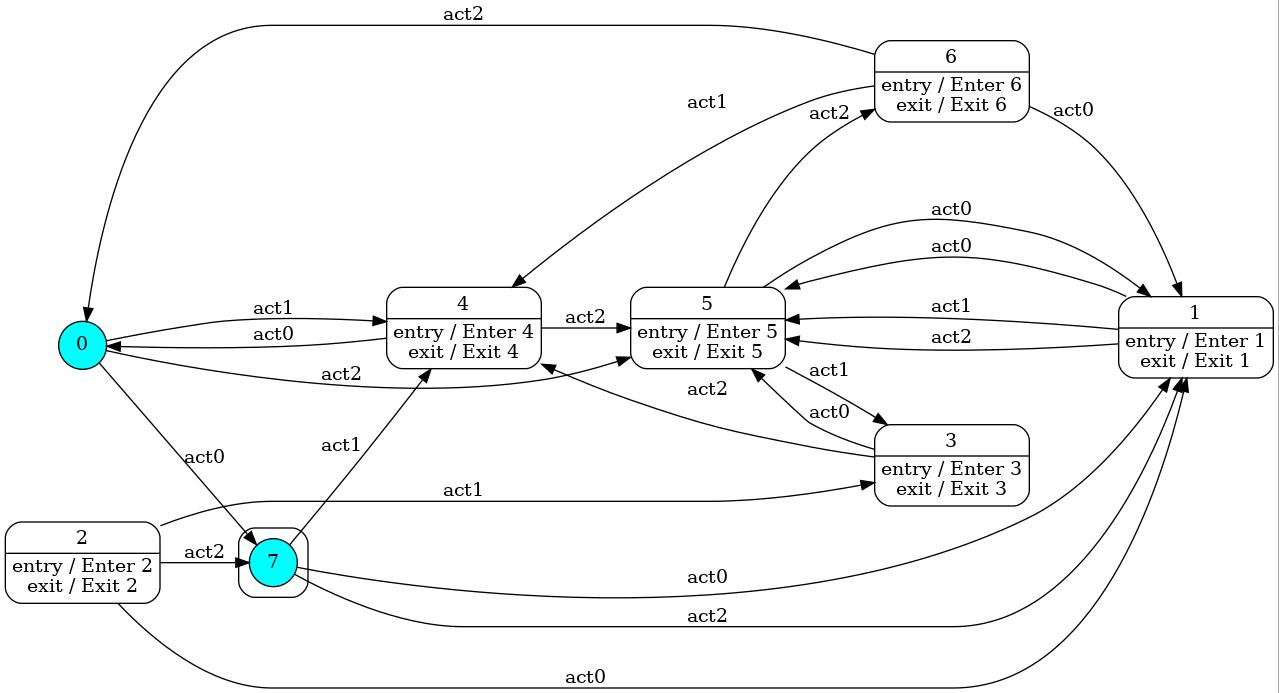 act2
6
entry / Enter 6
exit / Exit 6
act1
act2
act0
act0
act0
4
entry / Enter 4
exit / Exit 4
5
entry / Enter 5
exit / Exit 5
1
entry / Enter 1
exit / Exit 1
0
act1
act0
act2
act2
act1
act2
act1
act0
act2
3
entry / Enter 3
exit / Exit 3
act0
act1
act1
2
entry / Enter 2
exit / Exit 2
act2
7
act0
act2
act0